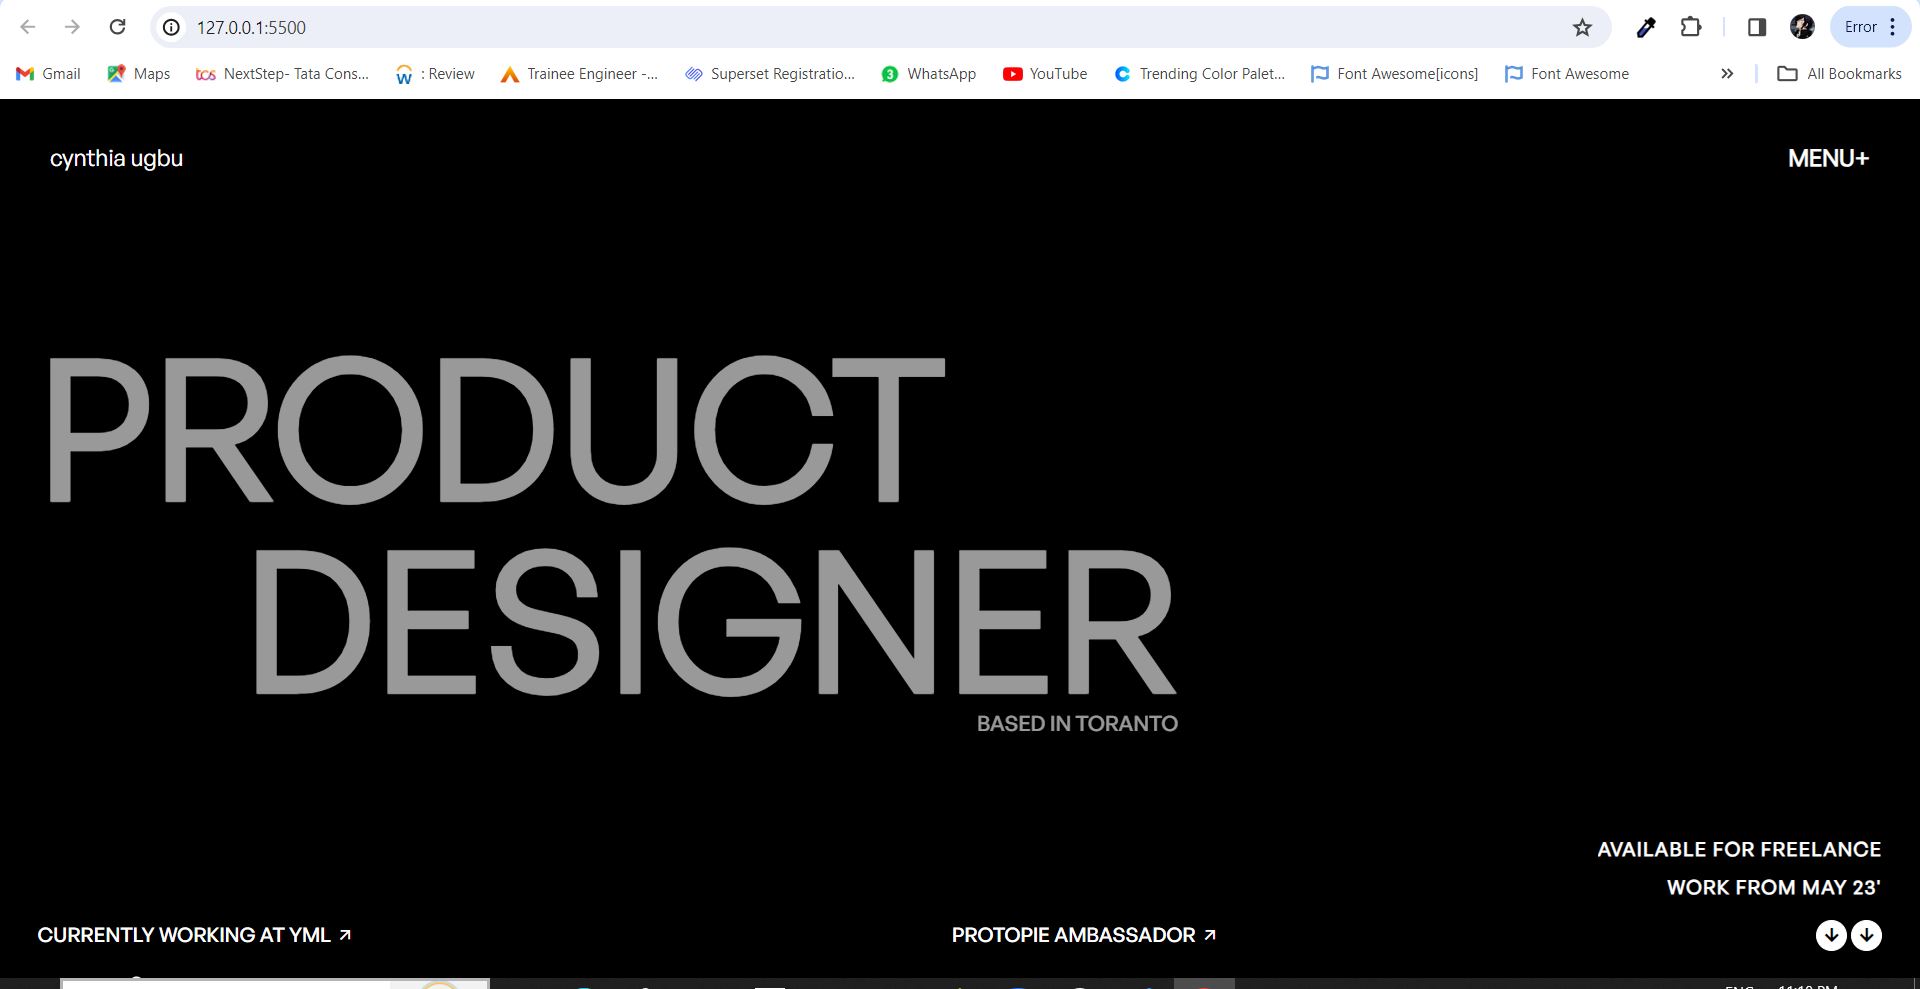 127.0.0.1:5500
Error
Gmail
Maps
tcs NextStep- Tata Cons...
W : Review
Trainee Engineer -...
Superset Registratio...
3 WhatsApp
YouTube
Trending Color Palet...
Font Awesome[icons]
Font Awesome
»
All Bookmarks
cynthia ugbu
MENU+
PRODUCT
DESIGNER
BASED IN TORANTO
AVAILABLE FOR FREELANCE
WORK FROM MAY 23'
CURRENTLY WORKING AT YML
PROTOPIE AMBASSADOR